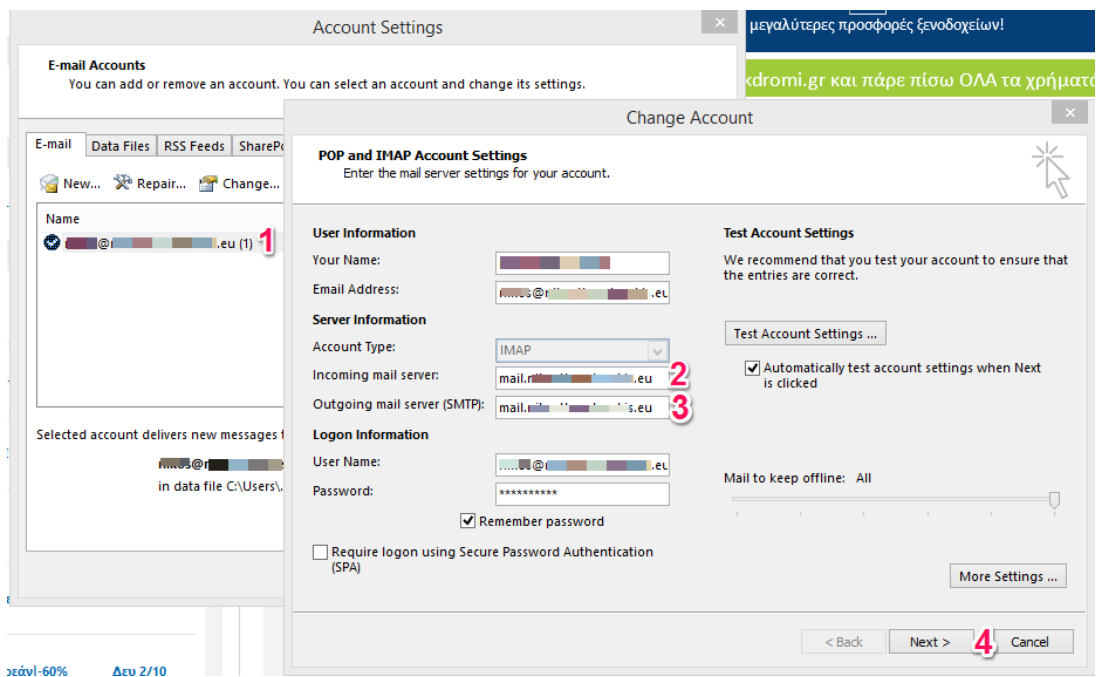 Account Settings
μεγαλύτερες προσφορές ξενοδοχείων!
E-mail Accounts
You can add or remove an account. You can select an account and change its settings.
kdromi.gr και πάρε πίσω ΟΛΑ τα χρήματά
Change Account
E-mail
Data Files
RSS Feeds
POP and IMAP Account Settings
Enter the mail server settings for your account.
New...
Repair...
Change...
Name
.eu (1)
1
User Information
Your Name:
Email Address:
Server Information
Account Type:
IMAP
Incoming mail server:
2
Outgoing mail server (SMTP):
3
Logon Information
User Name:
Password:
**********
Remember password
Require logon using Secure Password Authentication
(SPA)
Test Account Settings
We recommend that you test your account to ensure that
the entries are correct.
Test Account Settings ...
Automatically test account settings when Next
is clicked
Mail to keep offline: All
More Settings ...
Selected account delivers new messages
in data file C:\Users\.
< Back
Next >
4
Cancel
-60%
Δευ 2/10